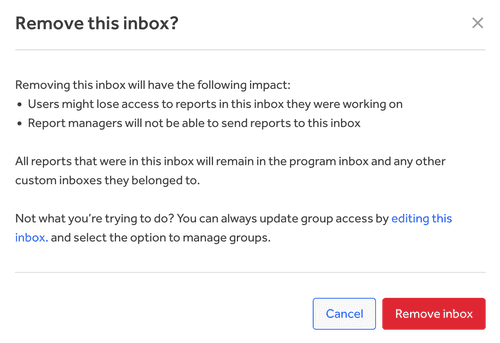 Remove this inbox?
Removing this inbox will have the following impact:
• Users might lose access to reports in this inbox they were working on
• Report managers will not be able to send reports to this inbox
All reports that were in this inbox will remain in the program inbox and any other
custom inboxes they belonged to.
Not what you're trying to do? You can always update group access by editing this
inbox. and select the option to manage groups.
Cancel
Remove inbox